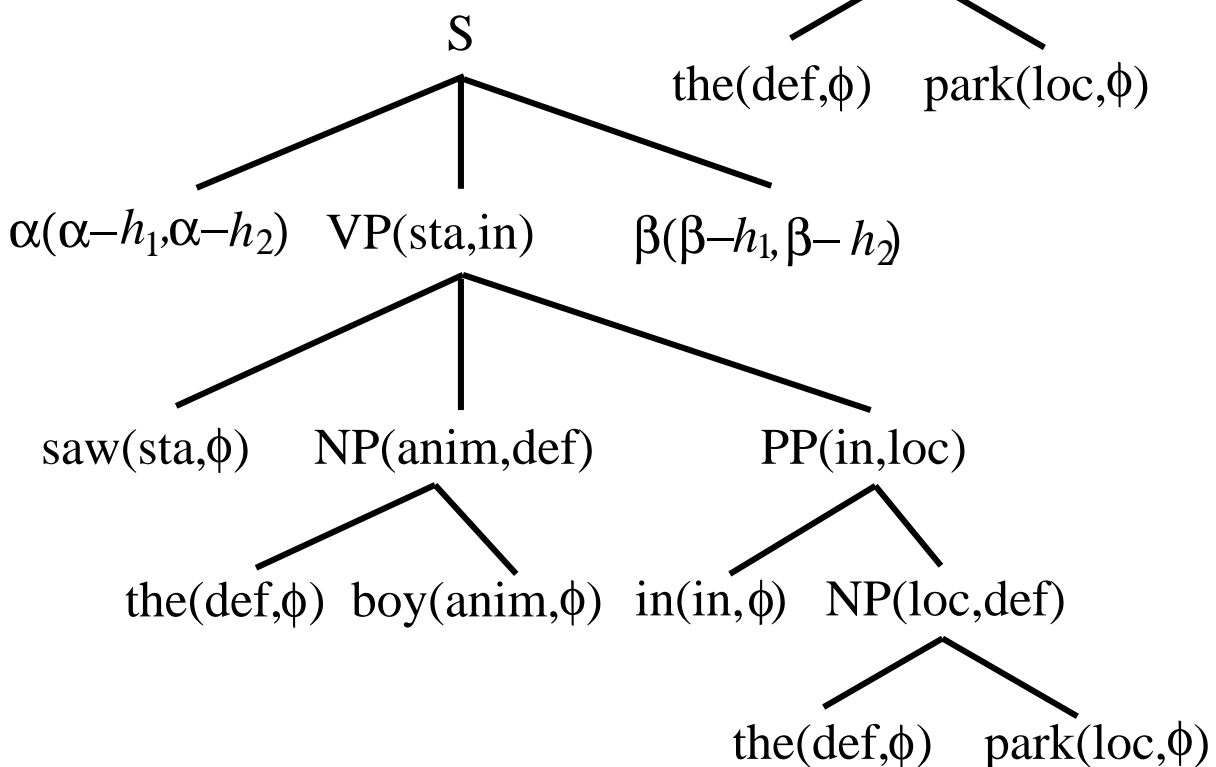 S
the(def,ϕ) park(loc,ϕ)
α(α–h₁,α–h₂) VP(sta,in) β(β–h₁,β– h₂)
saw(sta,ϕ) NP(anim,def) PP(in,loc)
the(def,ϕ) boy(anim,ϕ) in(in,ϕ) NP(loc,def)
the(def,ϕ) park(loc,ϕ)